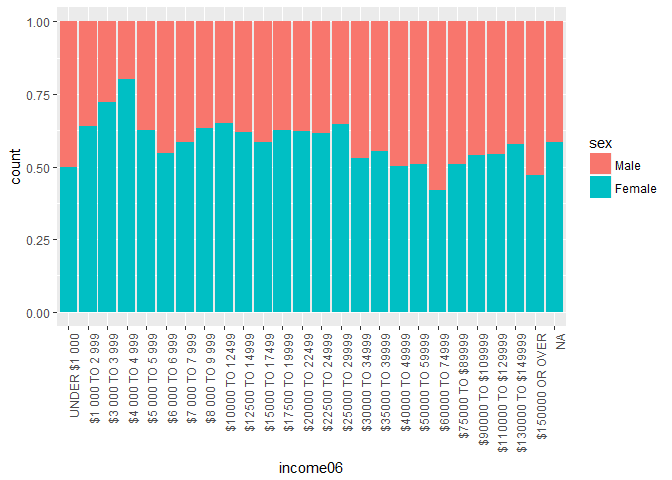 1.00
0.75
0.50
0.25
0.00
count
UNDER $1 000
$1 000 TO 2 999
$3 000 TO 3 999
$4 000 TO 4 999
$5 000 TO 5 999
$6 000 TO 6 999
$7 000 TO 7 999
$8 000 TO 9 999
$10000 TO 12499
$12500 TO 14999
$15000 TO 17499
$17500 TO 19999
$20000 TO 22499
$22500 TO 24999
$25000 TO 29999
$30000 TO 34999
$35000 TO 39999
$40000 TO 49999
$50000 TO 59999
$60000 TO 74999
$75000 TO $89999
$90000 TO $109999
$110000 TO $129999
$130000 TO $149999
$150000 OR OVER
NA
income06
sex
Male
Female